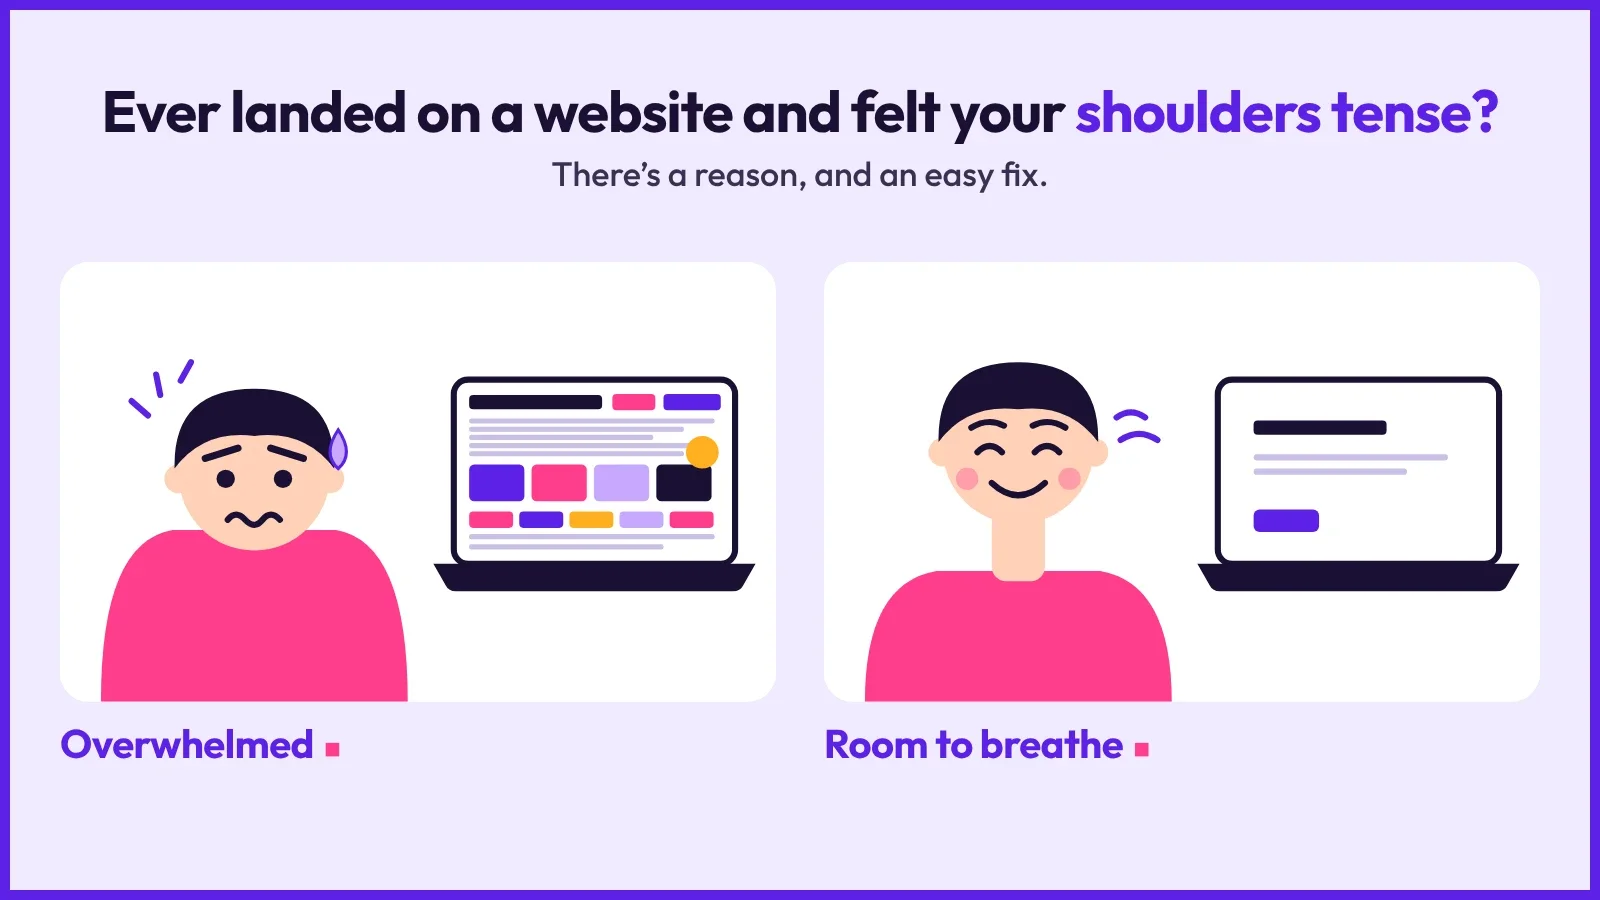 Ever landed on a website and felt your shoulders tense?
There’s a reason, and an easy fix.
Overwhelmed
Room to breathe